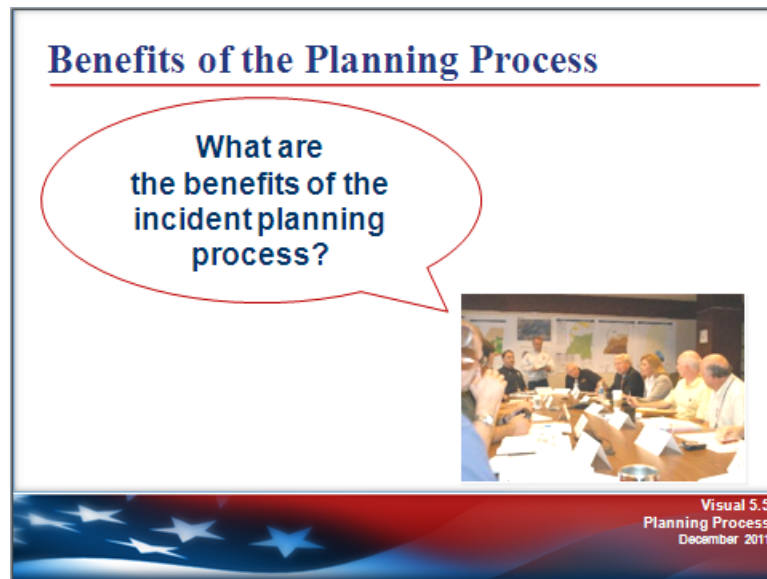 Benefits of the Planning Process
What are
the benefits of the
incident planning
process?
Visual 5.5
Planning Process
December 2011